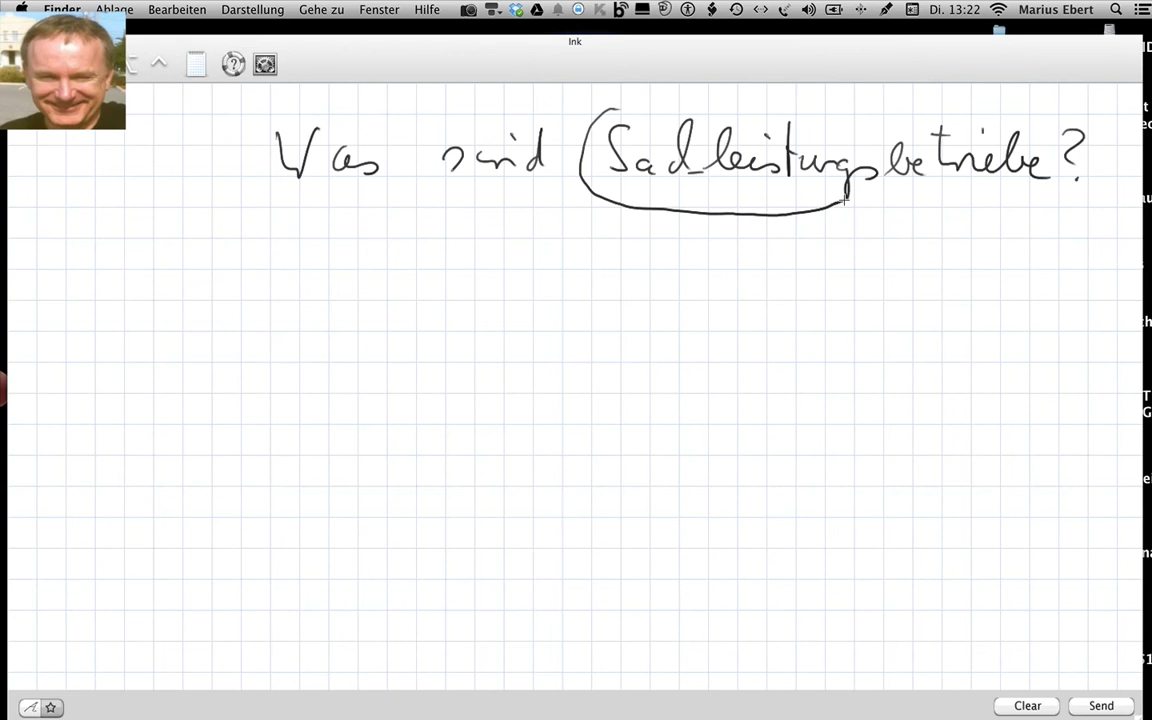 Finder Ablage Bearbeiten Darstellung Gehe zu Fenster Hilfe Di. 13:22 Marius Ebert
Ink
Was sind Sachleistungsbetriebe?
Clear Send